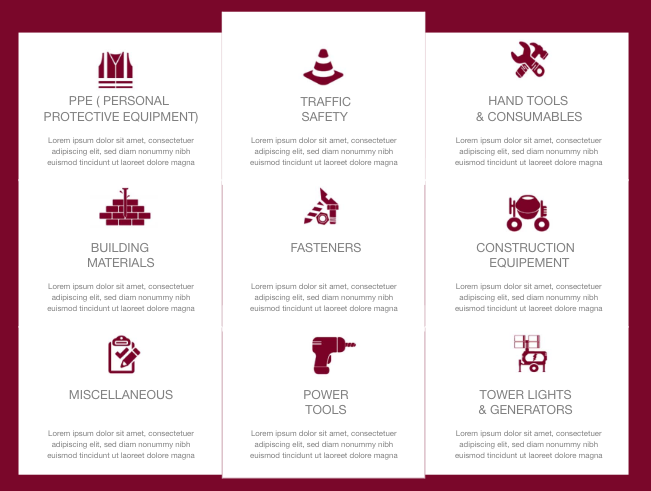 PPE ( PERSONAL
PROTECTIVE EQUIPMENT)
Lorem ipsum dolor sit amet, consectetuer
adipiscing elit, sed diam nonummy nibh
euismod tincidunt ut laoreet dolore magna
TRAFFIC
SAFETY
Lorem ipsum dolor sit amet, consectetuer
adipiscing elit, sed diam nonummy nibh
euismod tincidunt ut laoreet dolore magna
HAND TOOLS
& CONSUMABLES
Lorem ipsum dolor sit amet, consectetuer
adipiscing elit, sed diam nonummy nibh
euismod tincidunt ut laoreet dolore magna
BUILDING
MATERIALS
Lorem ipsum dolor sit amet, consectetuer
adipiscing elit, sed diam nonummy nibh
euismod tincidunt ut laoreet dolore magna
FASTENERS
Lorem ipsum dolor sit amet, consectetuer
adipiscing elit, sed diam nonummy nibh
euismod tincidunt ut laoreet dolore magna
CONSTRUCTION
EQUIPEMENT
Lorem ipsum dolor sit amet, consectetuer
adipiscing elit, sed diam nonummy nibh
euismod tincidunt ut laoreet dolore magna
MISCELLANEOUS
Lorem ipsum dolor sit amet, consectetuer
adipiscing elit, sed diam nonummy nibh
euismod tincidunt ut laoreet dolore magna
POWER
TOOLS
Lorem ipsum dolor sit amet, consectetuer
adipiscing elit, sed diam nonummy nibh
euismod tincidunt ut laoreet dolore magna
TOWER LIGHTS
& GENERATORS
Lorem ipsum dolor sit amet, consectetuer
adipiscing elit, sed diam nonummy nibh
euismod tincidunt ut laoreet dolore magna